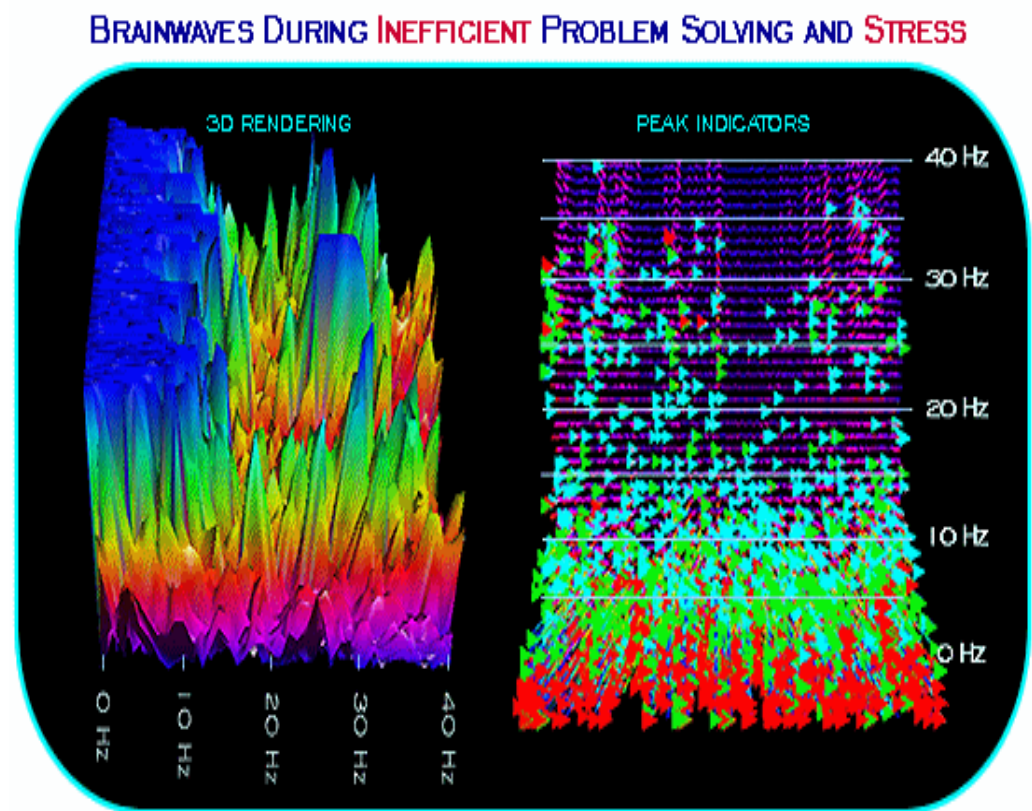 BRAINWAVES DURING INEFFICIENT PROBLEM SOLVING AND STRESS
3D RENDERING
PEAK INDICATORS
40 Hz
30 Hz
20 Hz
10 Hz
0 Hz
0 Hz
10 Hz
20 Hz
30 Hz
40 Hz